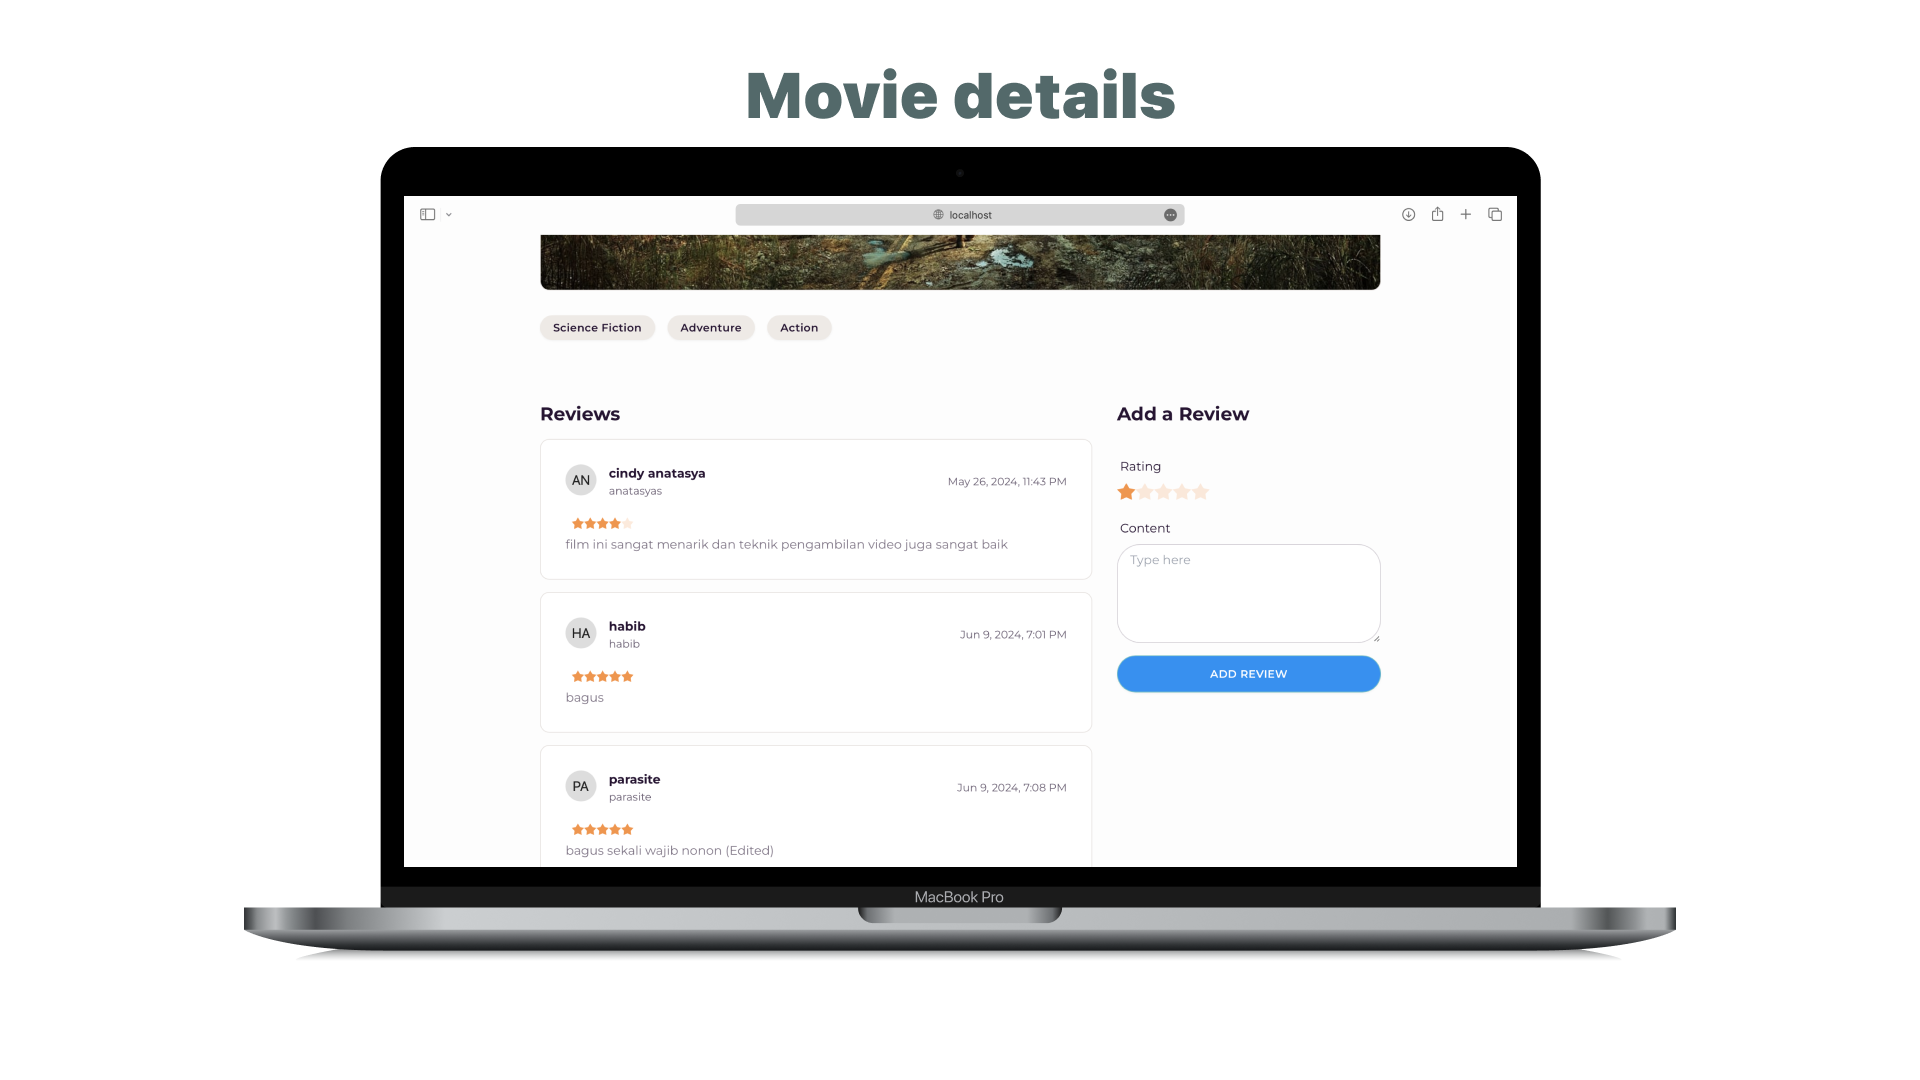 Movie details
localhost
Science Fiction Adventure Action
Reviews
AN
cindy anatasya
anatasyas
May 26, 2024, 11:43 PM
film ini sangat menarik dan teknik pengambilan video juga sangat baik
HA
habib
habib
Jun 9, 2024, 7:01 PM
bagus
PA
parasite
parasite
Jun 9, 2024, 7:08 PM
bagus sekali wajib nonon (Edited)
Add a Review
Rating
Content
Type here
ADD REVIEW
MacBook Pro